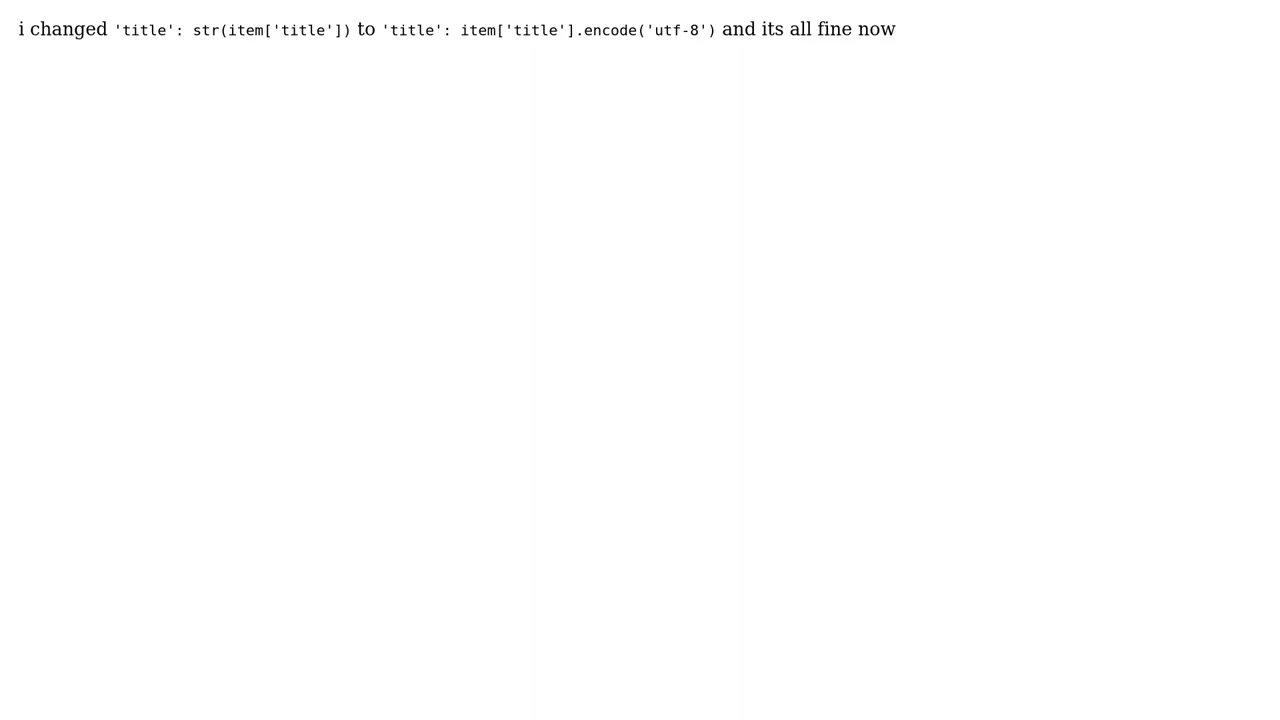 i changed 'title': str(item['title']) to 'title': item['title'].encode('utf-8') and its all fine now